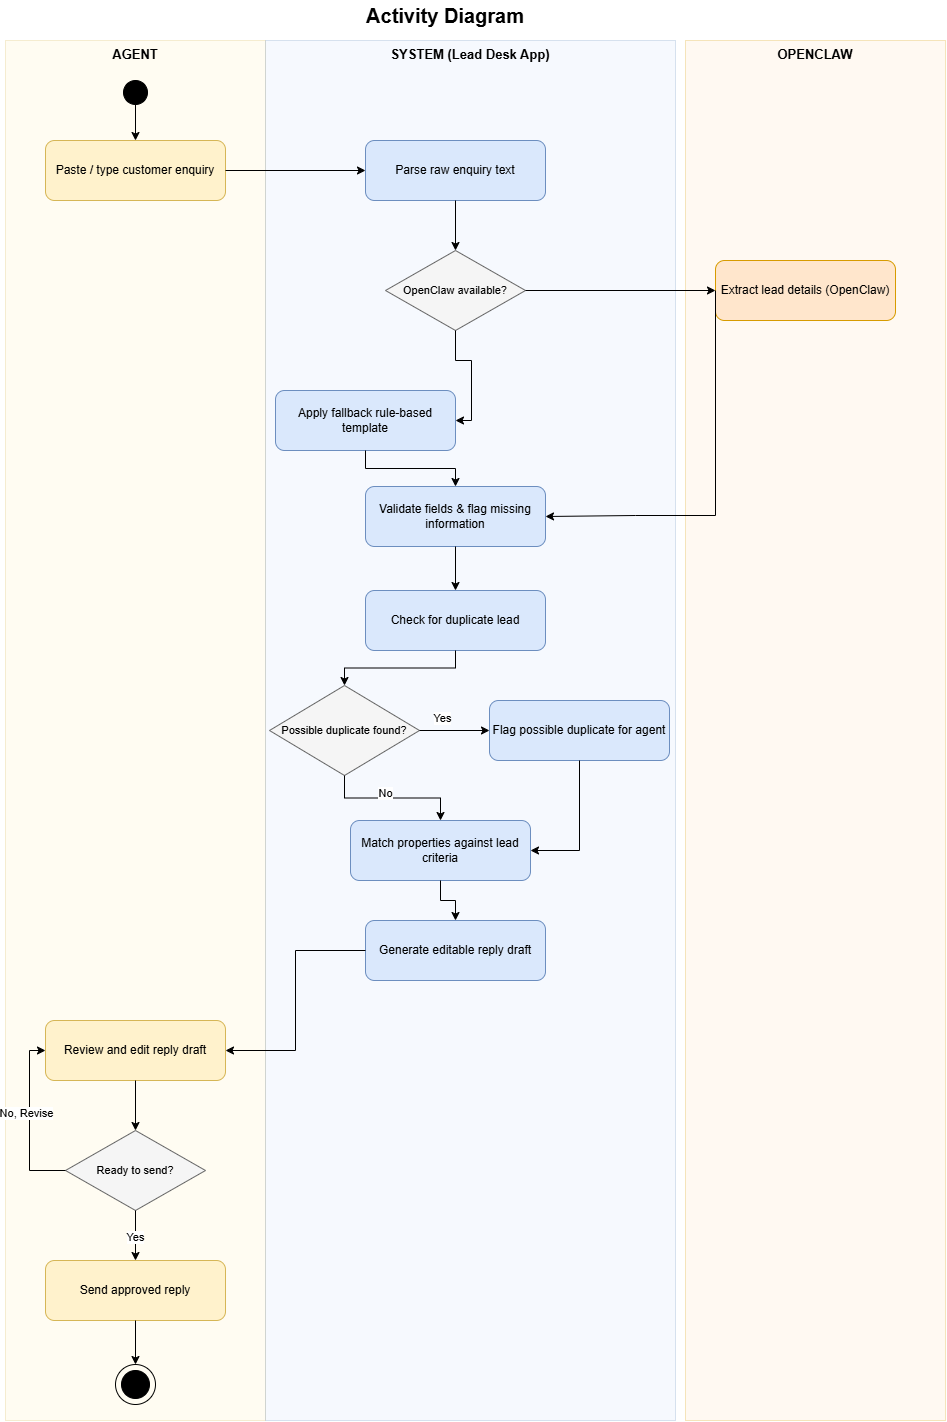 Activity Diagram
AGENT
SYSTEM (Lead Desk App)
OPENCLAW
Paste / type customer enquiry
Parse raw enquiry text
OpenClaw available?
Extract lead details (OpenClaw)
Apply fallback rule-based
template
Validate fields & flag missing
information
Check for duplicate lead
Possible duplicate found?
Yes
Flag possible duplicate for agent
No
Match properties against lead
criteria
Generate editable reply draft
Review and edit reply draft
No, Revise
Ready to send?
Yes
Send approved reply